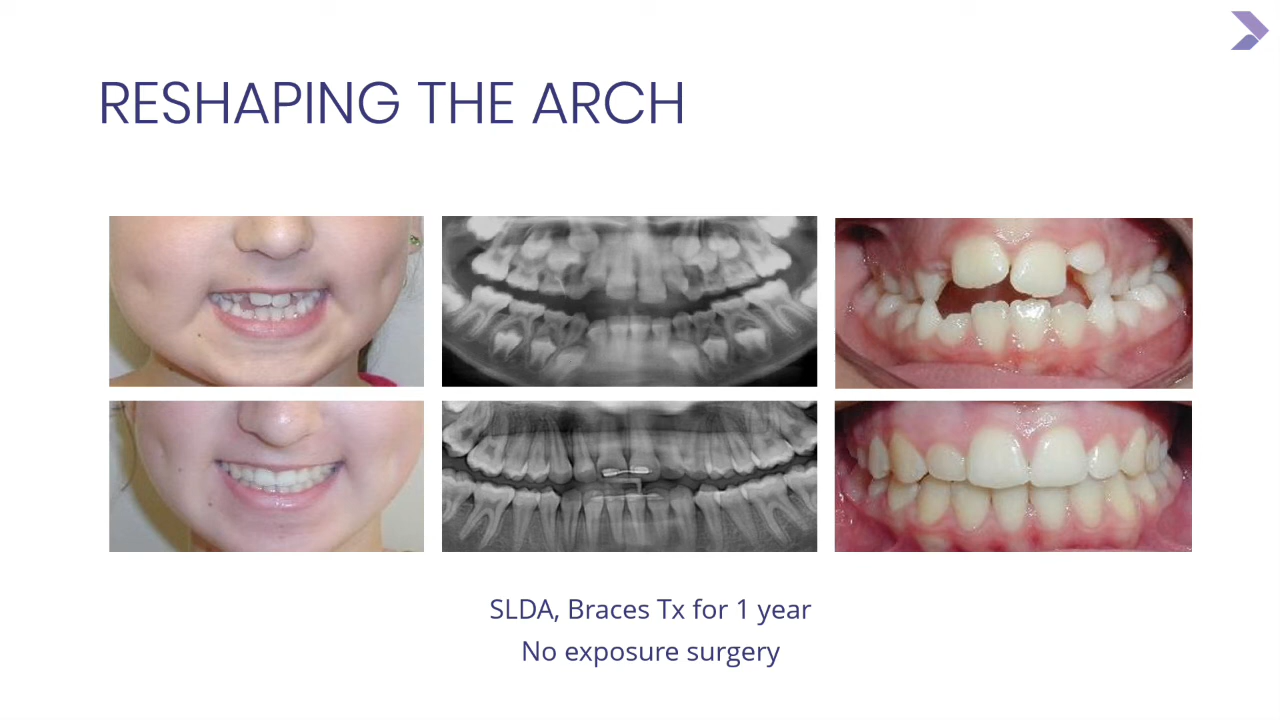 RESHAPING THE ARCH
SLDA, Braces Tx for 1 year
No exposure surgery